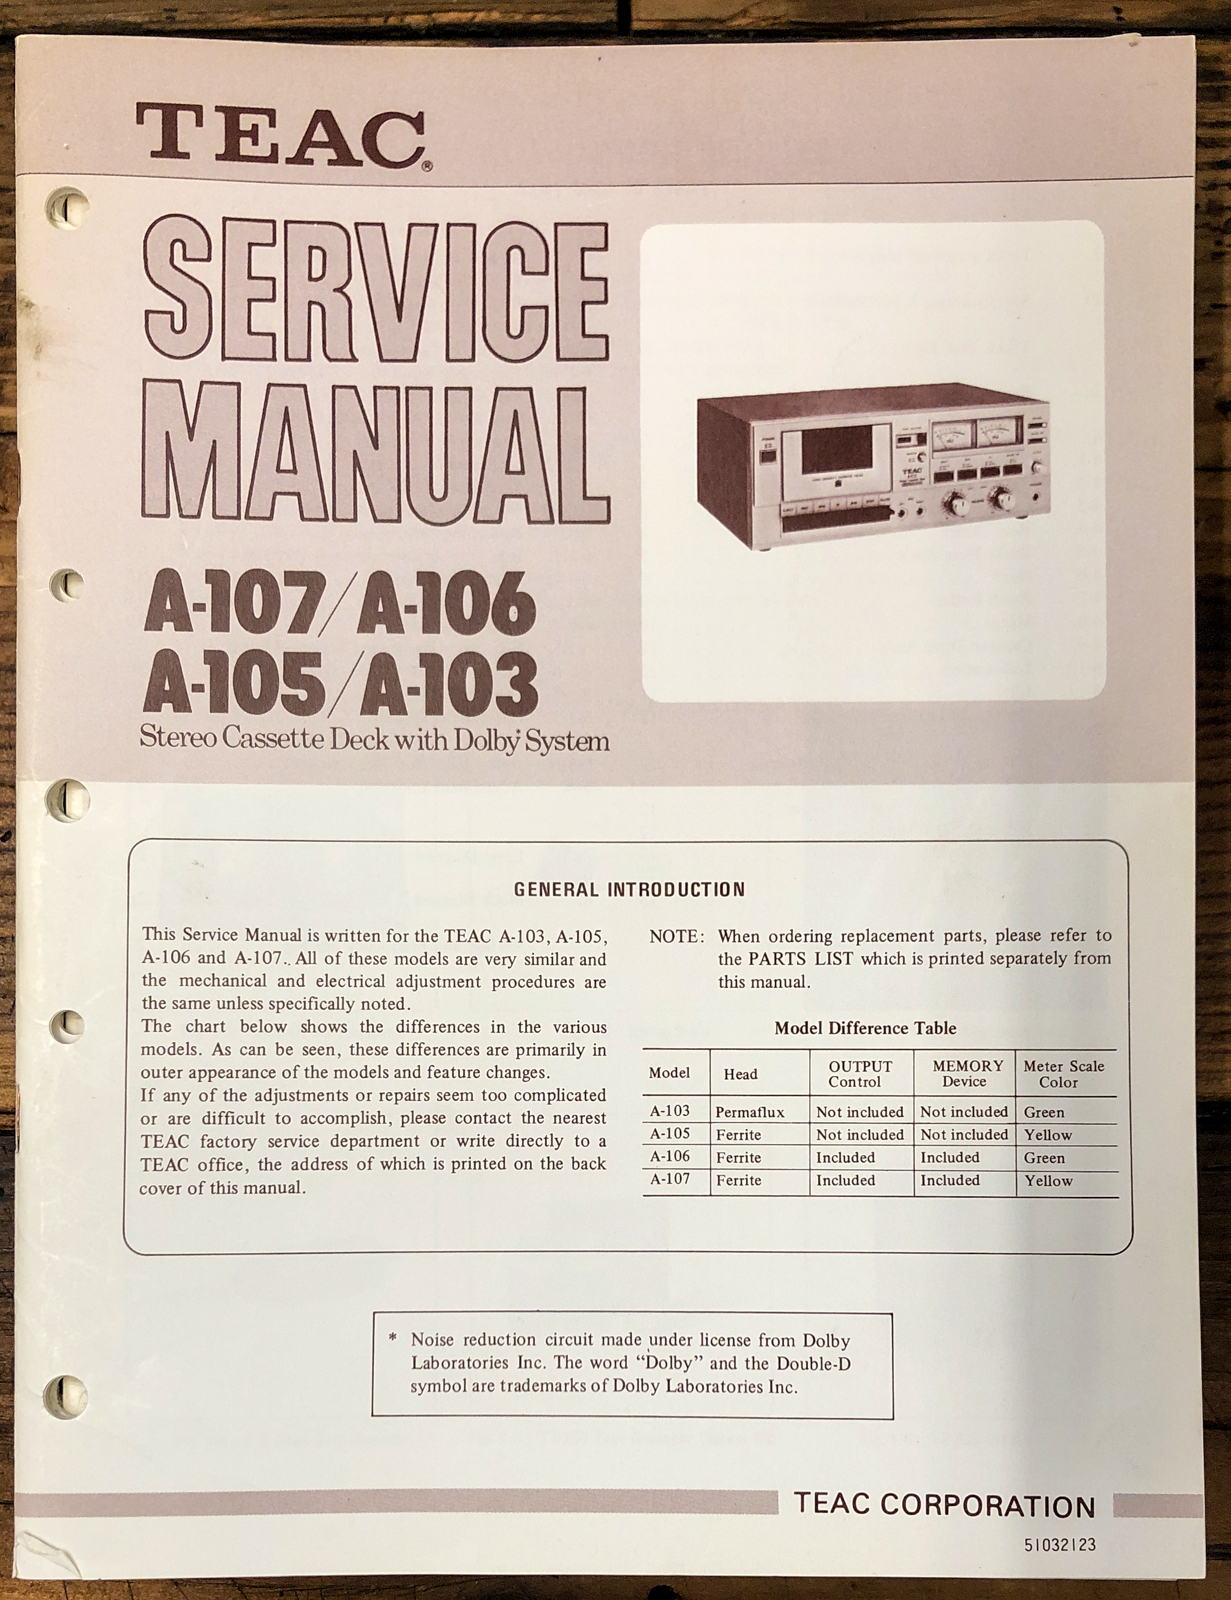 TEAC®
SERVICE
MANUAL
A-107/A-106
A-105/A-103
Stereo Cassette Deck with Dolby* System
TEAC
GENERAL INTRODUCTION
This Service Manual is written for the TEAC A-103, A-105,
A-106 and A-107. All of these models are very similar and
the mechanical and electrical adjustment procedures are
the same unless specifically noted.
The chart below shows the differences in the various
models. As can be seen, these differences are primarily in
outer appearance of the models and feature changes.
If any of the adjustments or repairs seem too complicated
or are difficult to accomplish, please contact the nearest
TEAC factory service department or write directly to a
TEAC office, the address of which is printed on the back
cover of this manual.
NOTE: When ordering replacement parts, please refer to
the PARTS LIST which is printed separately from
this manual.
Model Difference Table
Model Head OUTPUT Control MEMORY Device Meter Scale Color
A-103 Permaflux Not included Not included Green
A-105 Ferrite Not included Not included Yellow
A-106 Ferrite Included Included Green
A-107 Ferrite Included Included Yellow
* Noise reduction circuit made under license from Dolby
Laboratories Inc. The word “Dolby” and the Double-D
symbol are trademarks of Dolby Laboratories Inc.
TEAC CORPORATION
51032123